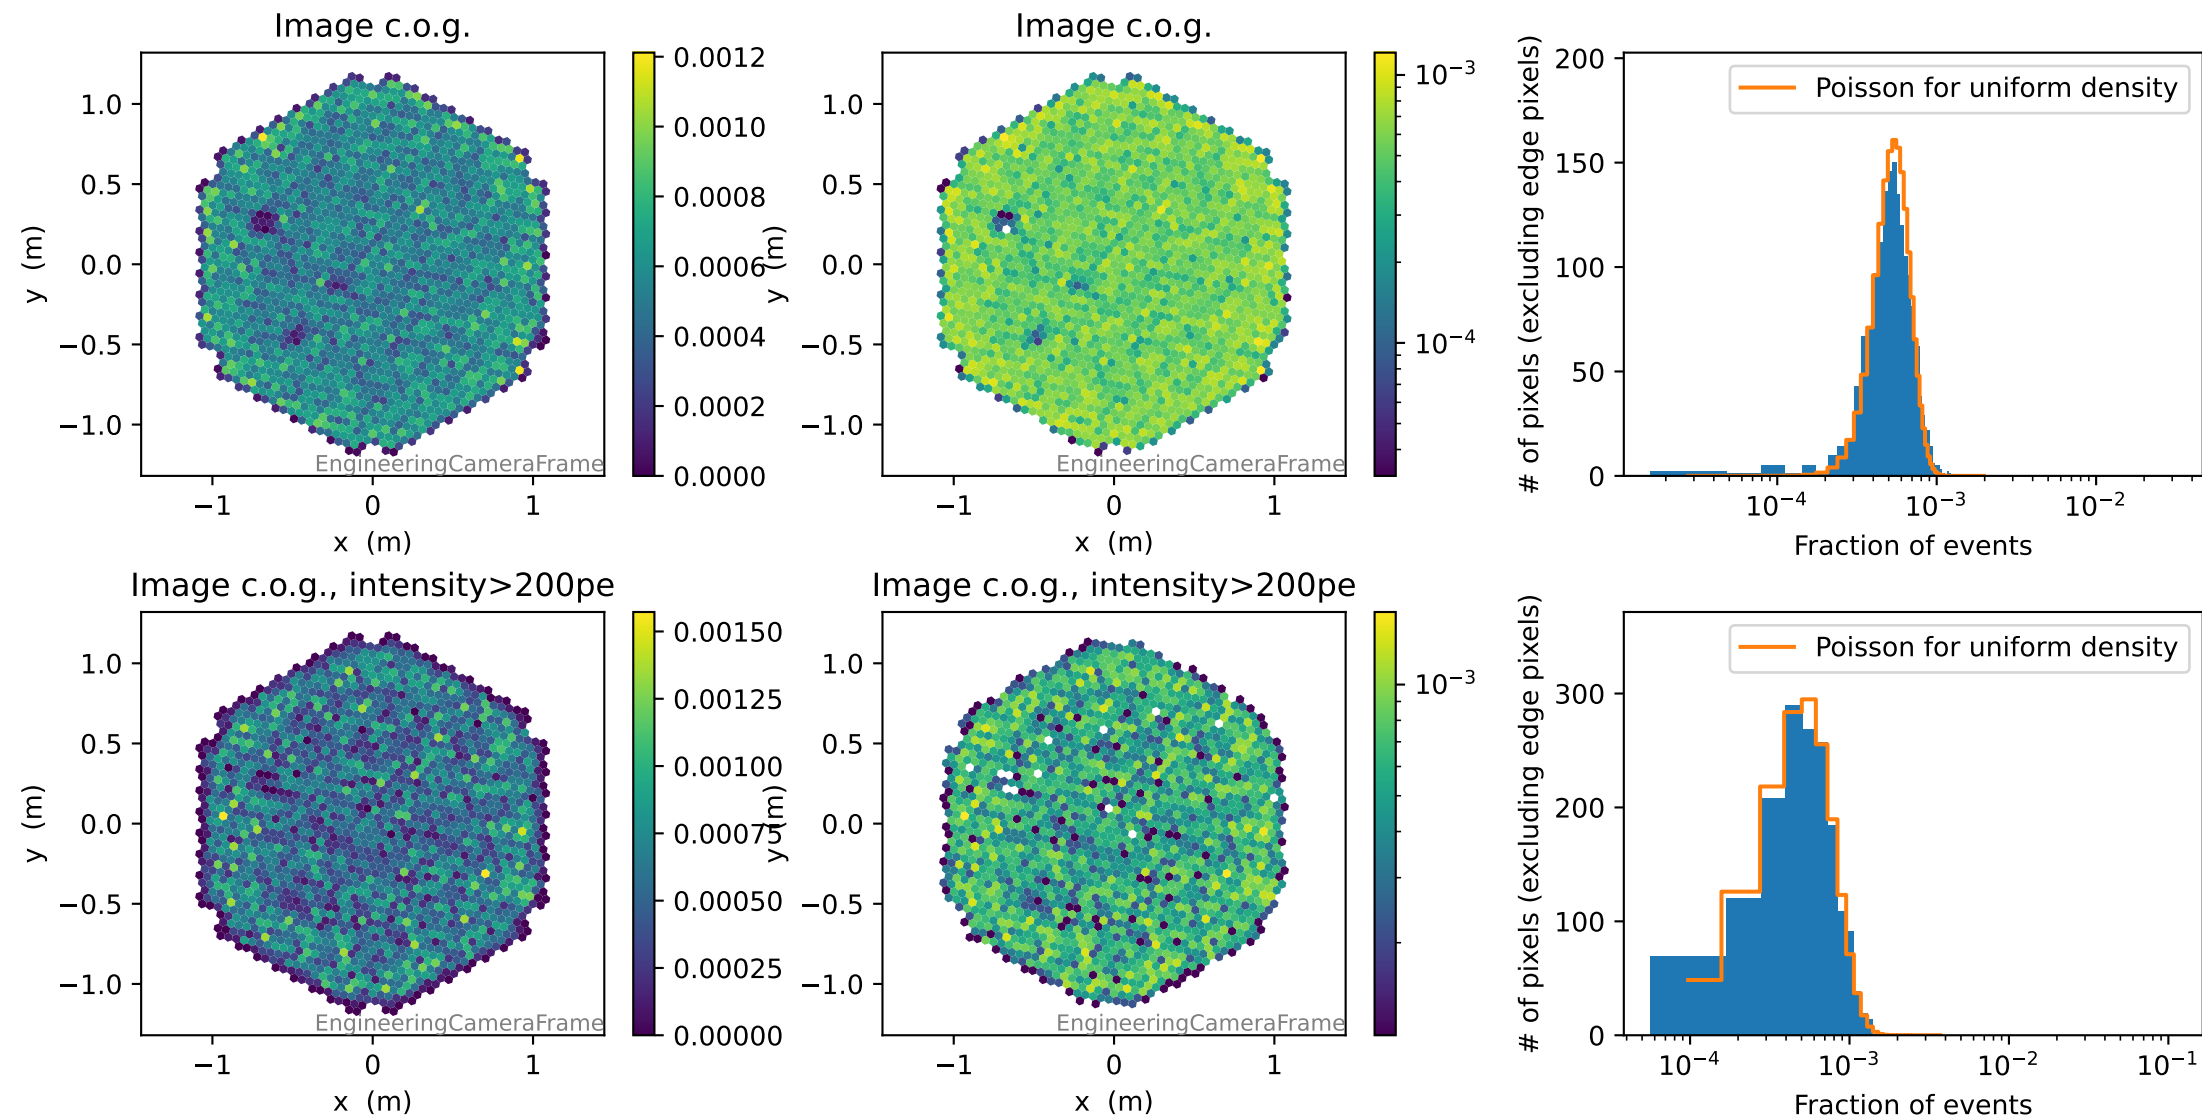 Image c.o.g.
1.0
0.5
0.0
−0.5
−1.0
y (m)
−1
0
1
x (m)
EngineeringCameraFrame
0.0012
0.0010
0.0008
0.0006
0.0004
0.0002
0.0000
Image c.o.g.
1.0
0.5
0.0
−0.5
−1.0
y (m)
−1
0
1
x (m)
EngineeringCameraFrame
10−3
10−4
# of pixels (excluding edge pixels)
200
150
100
50
0
Poisson for uniform density
10−4
10−3
10−2
Fraction of events
Image c.o.g., intensity>200pe
1.0
0.5
0.0
−0.5
−1.0
y (m)
−1
0
1
x (m)
EngineeringCameraFrame
0.00150
0.00125
0.00100
0.00075
0.00050
0.00025
0.00000
Image c.o.g., intensity>200pe
1.0
0.5
0.0
−0.5
−1.0
y (m)
−1
0
1
x (m)
EngineeringCameraFrame
10−3
# of pixels (excluding edge pixels)
300
200
100
0
Poisson for uniform density
10−4
10−3
10−2
10−1
Fraction of events